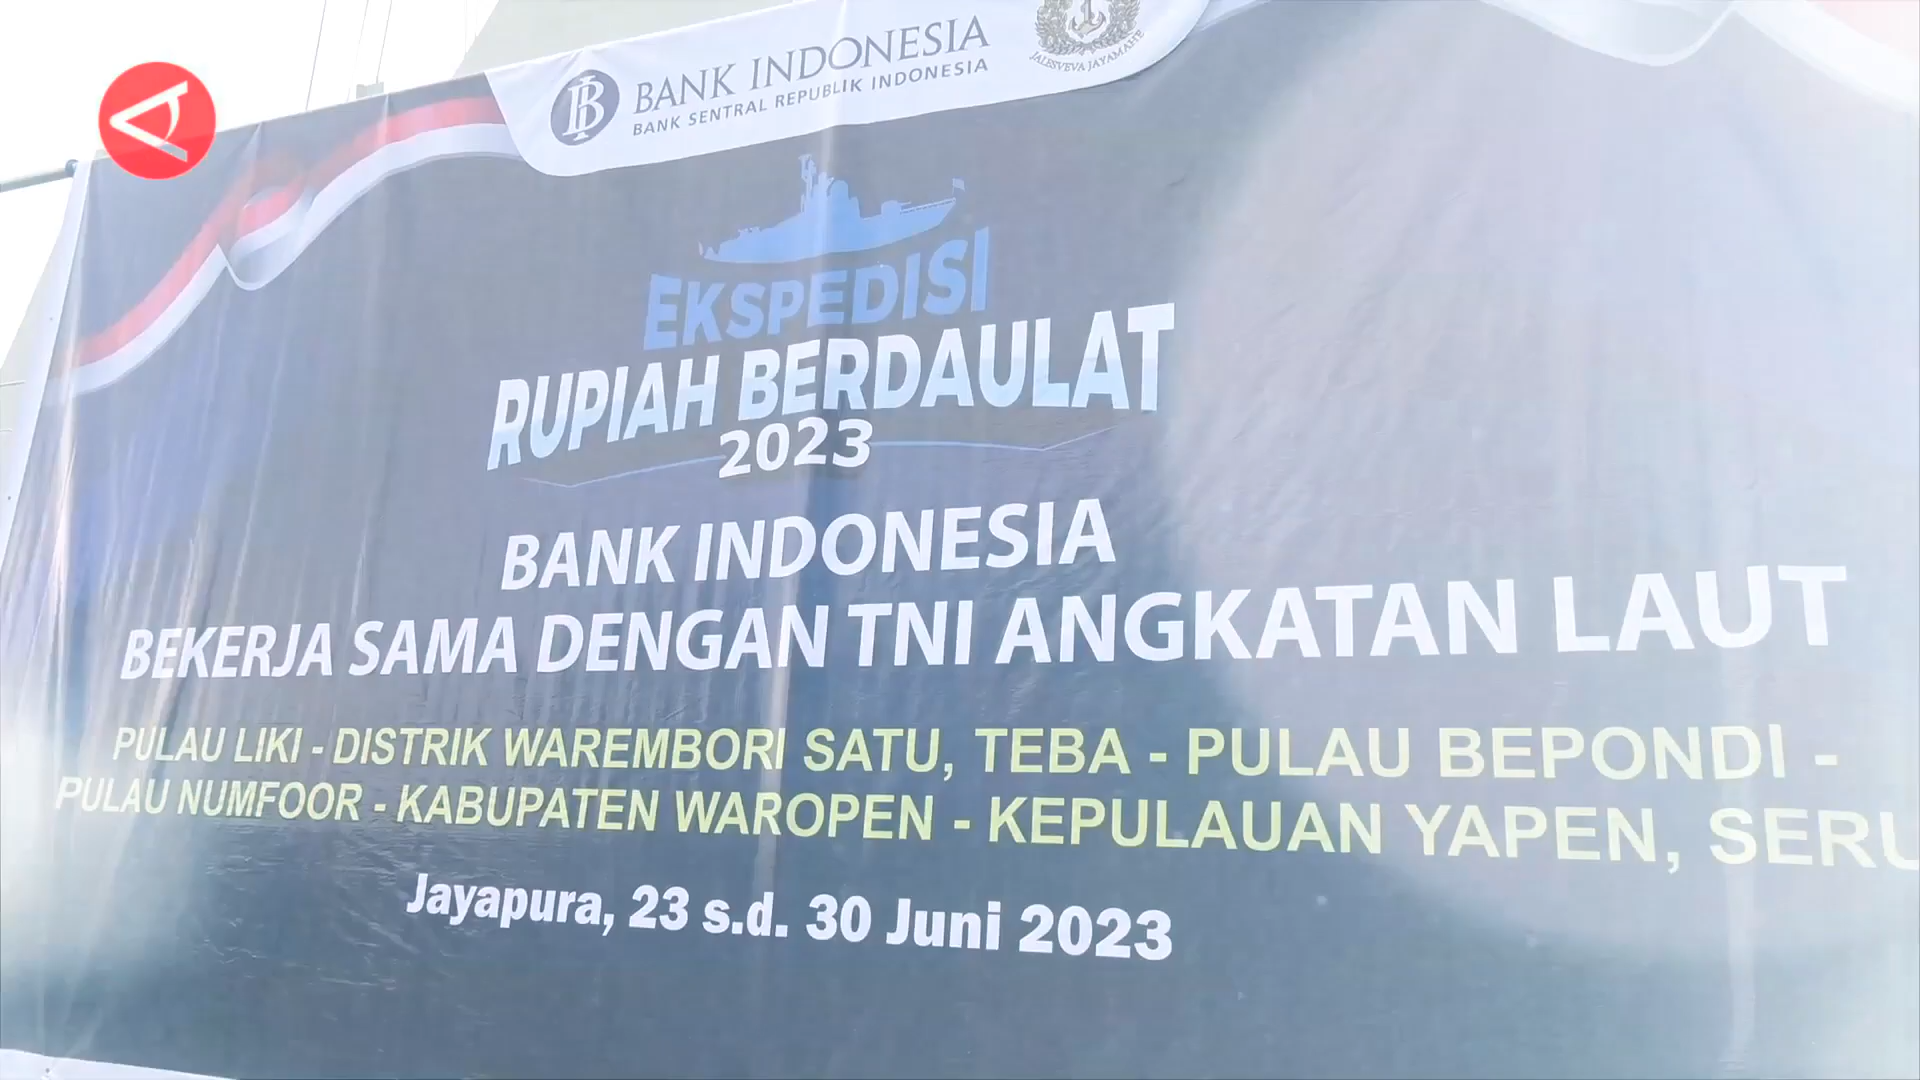 BANK INDONESIA
BANK SENTRAL REPUBLIK INDONESIA
JALESVEVA JAYAMAHE
EKSPEDISI
RUPIAH BERDAULAT
2023
BANK INDONESIA
BEKERJA SAMA DENGAN TNI ANGKATAN LAUT
PULAU LIKI - DISTRIK WAREMBORI SATU, TEBA - PULAU BEPONDI -
PULAU NUMFOOR - KABUPATEN WAROPEN - KEPULAUAN YAPEN, SERU
Jayapura, 23 s.d. 30 Juni 2023